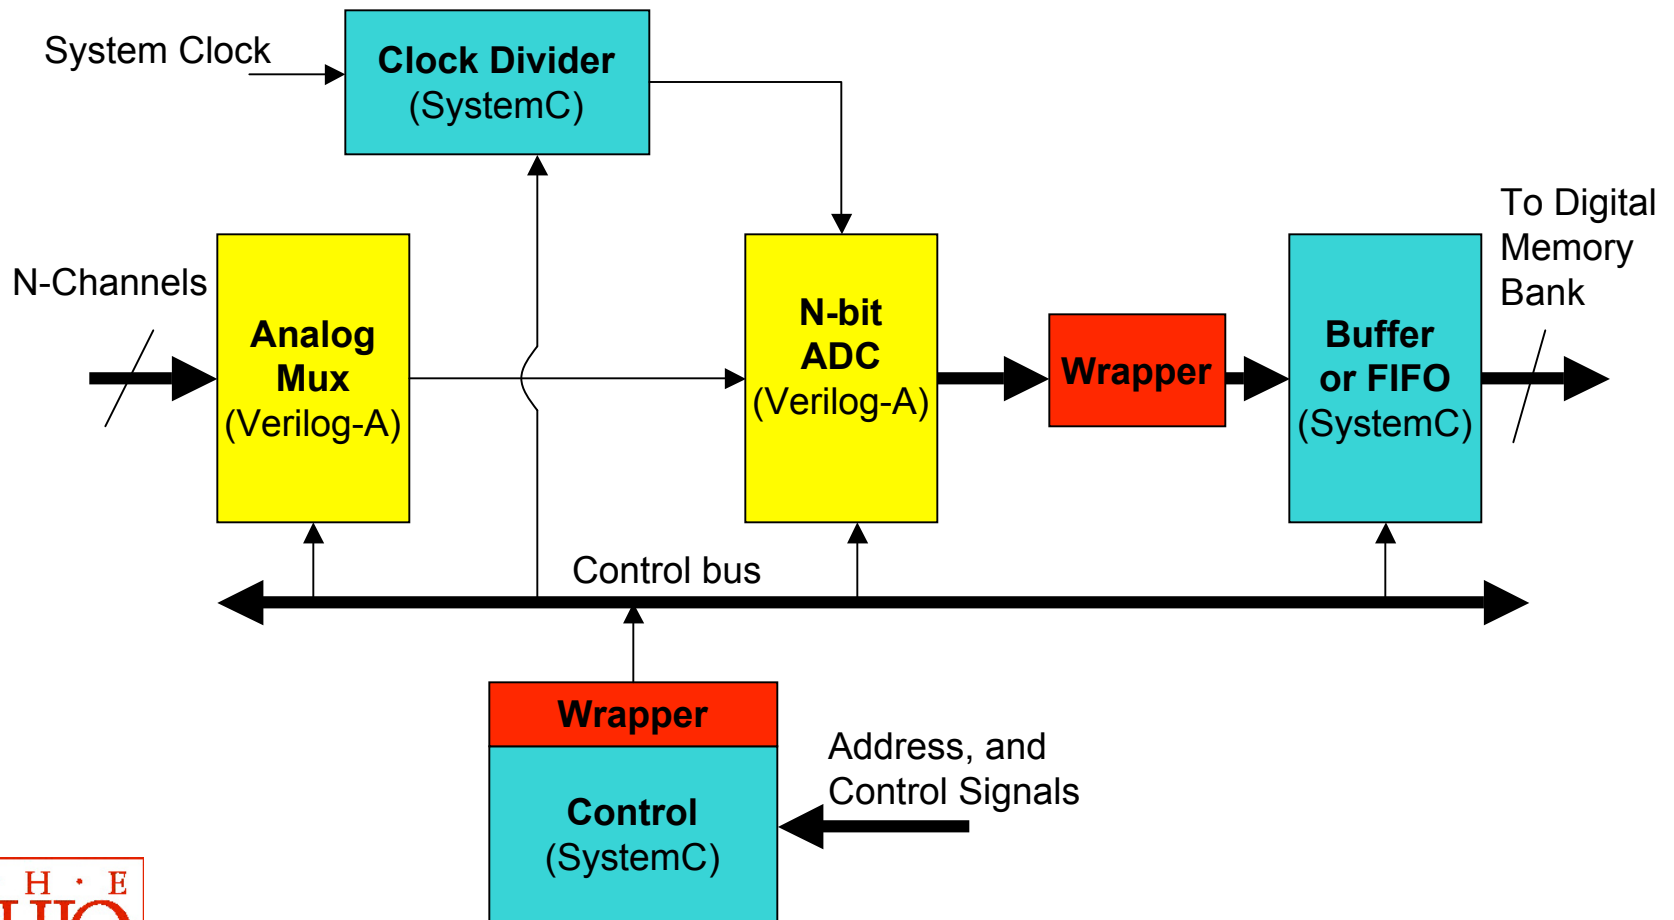 System Clock
Clock Divider
(SystemC)
To Digital
Memory
Bank
N-Channels
Analog
Mux
(Verilog-A)
N-bit
ADC
(Verilog-A)
Wrapper
Buffer
or FIFO
(SystemC)
Control bus
Wrapper
Control
(SystemC)
Address, and
Control Signals
H · E